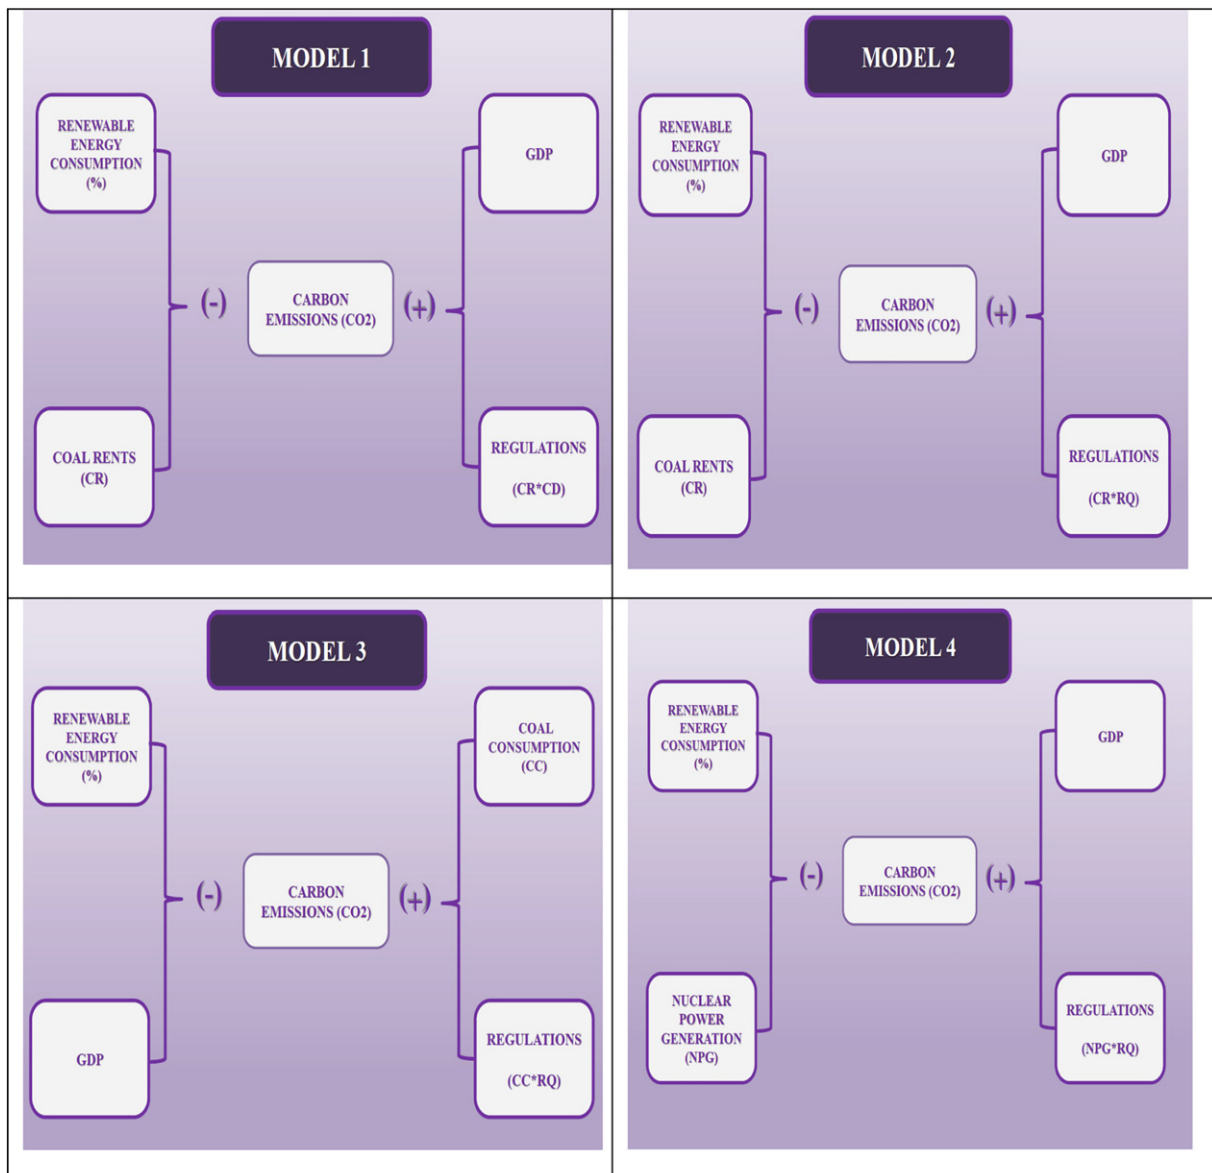 MODEL 1
RENEWABLE
ENERGY
CONSUMPTION
(%)
COAL RENTS
(CR)
(-)
CARBON
EMISSIONS (CO2)
(+)
GDP
REGULATIONS
(CR*CD)
MODEL 2
RENEWABLE
ENERGY
CONSUMPTION
(%)
COAL RENTS
(CR)
(-)
CARBON
EMISSIONS (CO2)
(+)
GDP
REGULATIONS
(CR*RQ)
MODEL 3
RENEWABLE
ENERGY
CONSUMPTION
(%)
GDP
(-)
CARBON
EMISSIONS (CO2)
(+)
COAL
CONSUMPTION
(CC)
REGULATIONS
(CC*RQ)
MODEL 4
RENEWABLE
ENERGY
CONSUMPTION
(%)
NUCLEAR
POWER
GENERATION
(NPG)
(-)
CARBON
EMISSIONS (CO2)
(+)
GDP
REGULATIONS
(NPG*RQ)